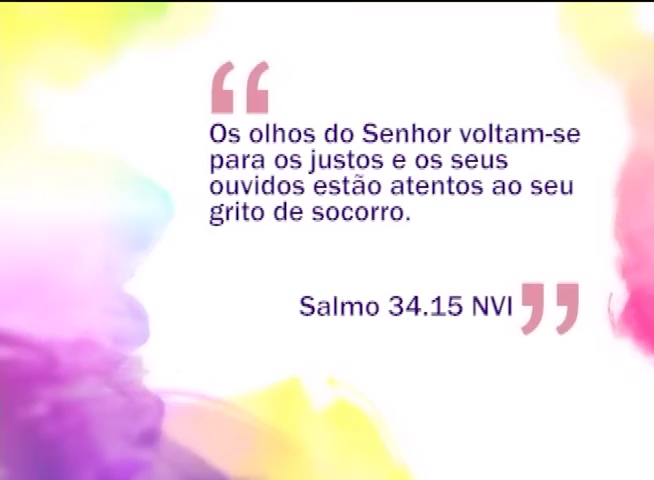 “
Os olhos do Senhor voltam-se
para os justos e os seus
ouvidos estão atentos ao seu
grito de socorro.
Salmo 34.15 NVI ”